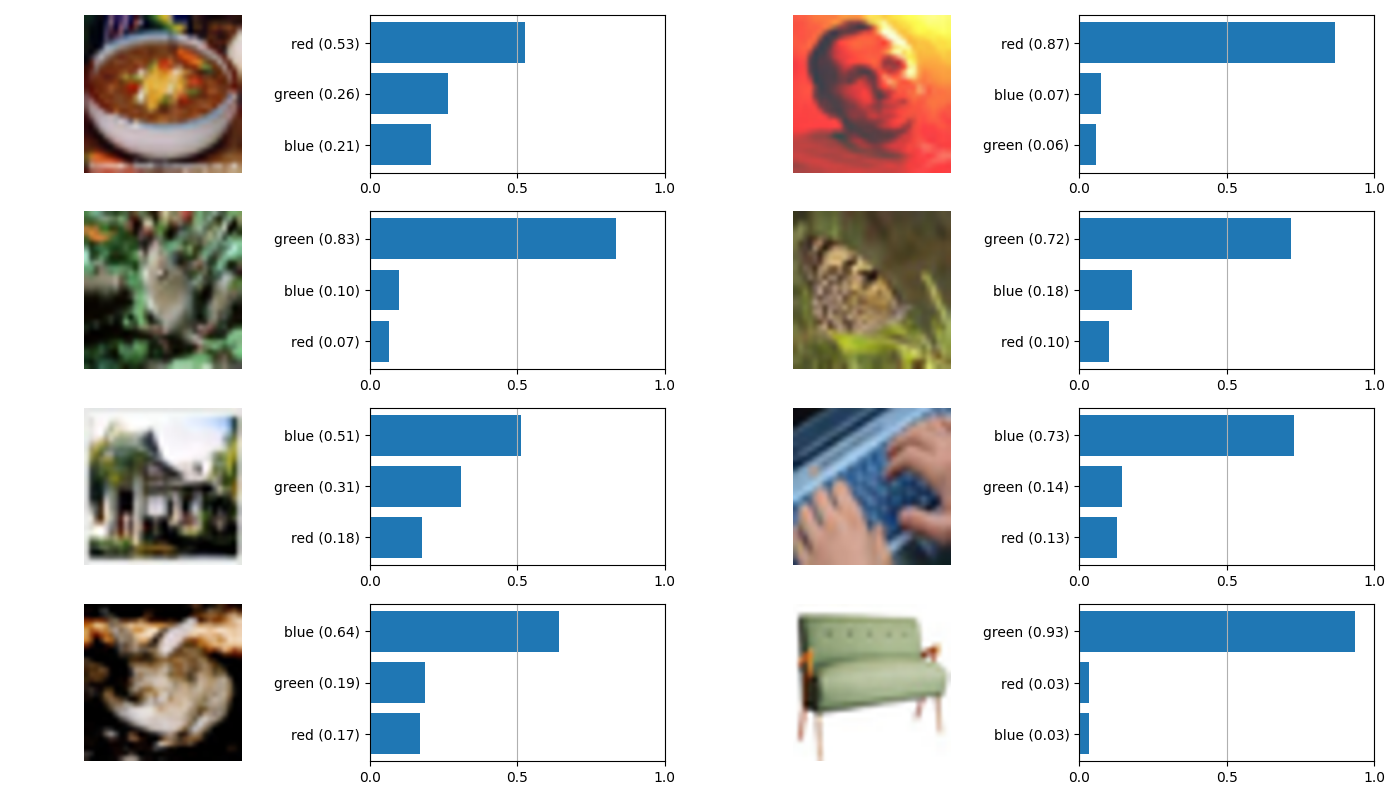 red (0.53)
green (0.26)
blue (0.21)
0.0 0.5 1.0
red (0.87)
blue (0.07)
green (0.06)
0.0 0.5 1.0
green (0.83)
blue (0.10)
red (0.07)
0.0 0.5 1.0
green (0.72)
blue (0.18)
red (0.10)
0.0 0.5 1.0
blue (0.51)
green (0.31)
red (0.18)
0.0 0.5 1.0
blue (0.73)
green (0.14)
red (0.13)
0.0 0.5 1.0
blue (0.64)
green (0.19)
red (0.17)
0.0 0.5 1.0
green (0.93)
red (0.03)
blue (0.03)
0.0 0.5 1.0